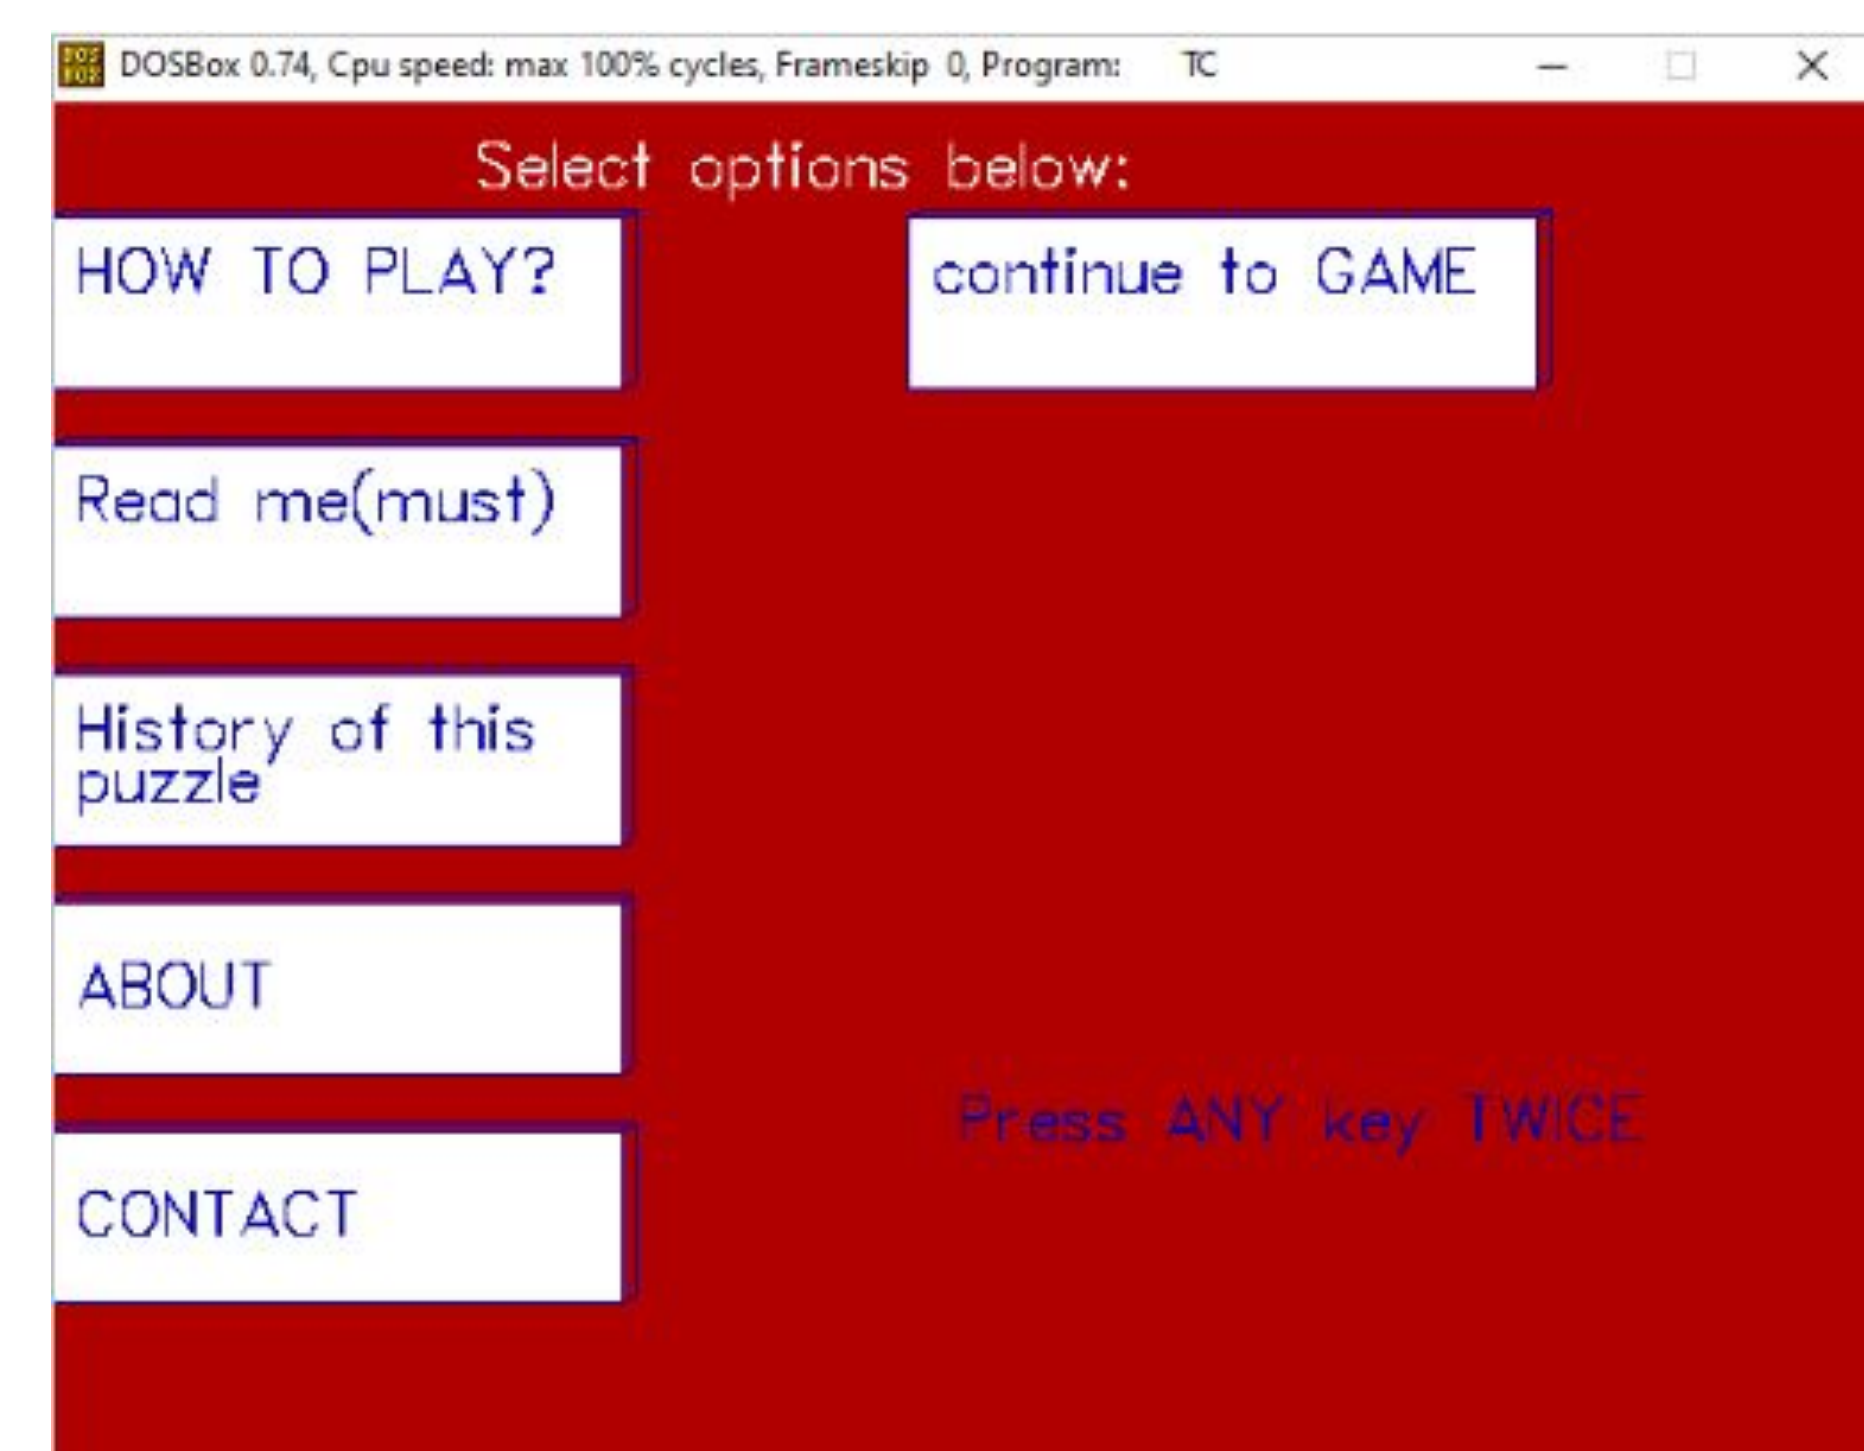 DOSBox 0.74, Cpu speed: max 100% cycles, Frameskip 0, Program: TC
Select options below:
HOW TO PLAY?
continue to GAME
Read me(must)
History of this
puzzle
ABOUT
Press ANY key TWICE
CONTACT